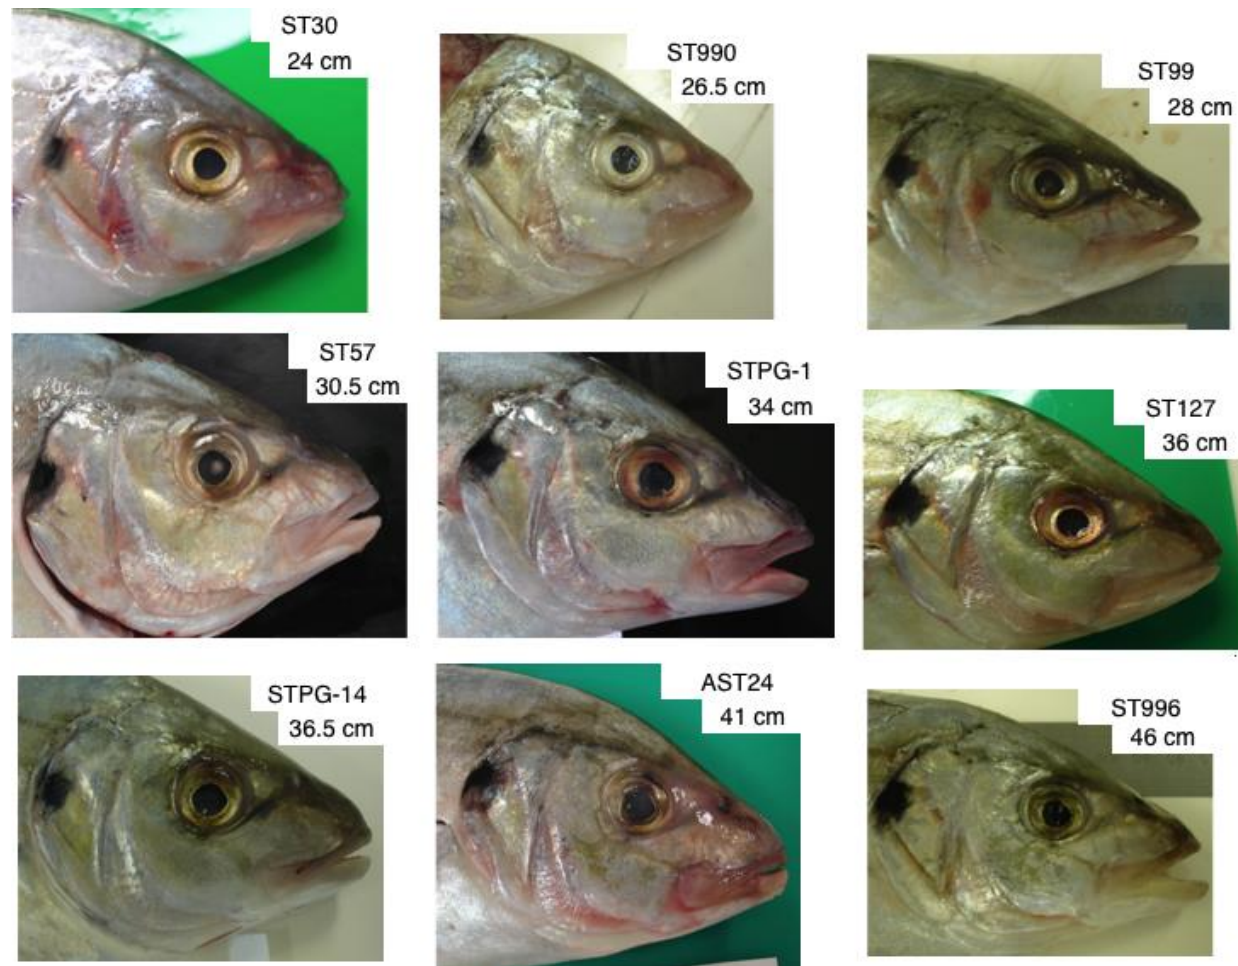 ST30
24 cm
ST990
26.5 cm
ST99
28 cm
ST57
30.5 cm
STPG-1
34 cm
ST127
36 cm
STPG-14
36.5 cm
AST24
41 cm
ST996
46 cm